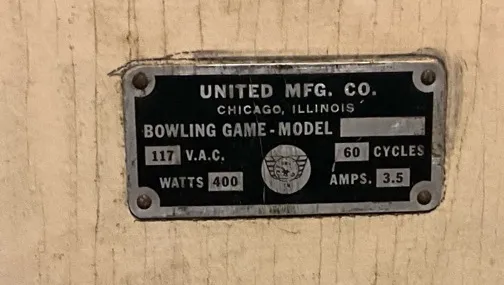 UNITED MFG. CO.
CHICAGO, ILLINOIS
BOWLING GAME-MODEL
117 V.A.C. 60 CYCLES
WATTS 400 AMPS. 3.5